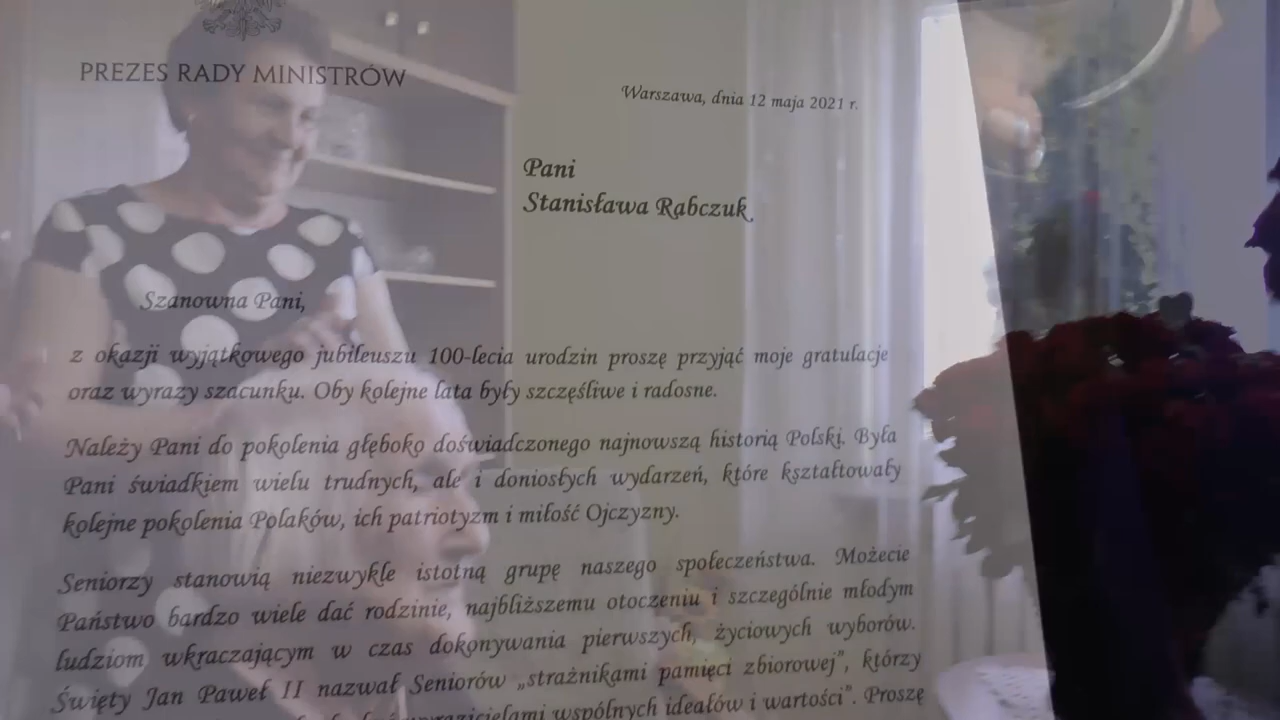 PREZES RADY MINISTRÓW
Warszawa, dnia 12 maja 2021 r.
Pani
Stanisława Rabczuk
Szanowna Pani,
z okazji wyjątkowego jubileuszu 100-lecia urodzin proszę przyjąć moje gratulacje
oraz wyrazy szacunku. Oby kolejne lata były szczęśliwe i radosne.
Należy Pani do pokolenia głęboko doświadczonego najnowszą historią Polski. Była
Pani świadkiem wielu trudnych, ale i doniosłych wydarzeń, które kształtowały
kolejne pokolenia Polaków, ich patriotyzm i miłość Ojczyzny.
Seniorzy stanowią niezwykle istotną grupę naszego społeczeństwa. Możecie
Państwo bardzo wiele dać rodzinie, najbliższemu otoczeniu i szczególnie młodym
ludziom wkraczającym w czas dokonywania pierwszych, życiowych wyborów.
Święty Jan Paweł II nazwał Seniorów „strażnikami pamięci zbiorowej”, którzy
wspólnych ideałów i wartości”. Proszę